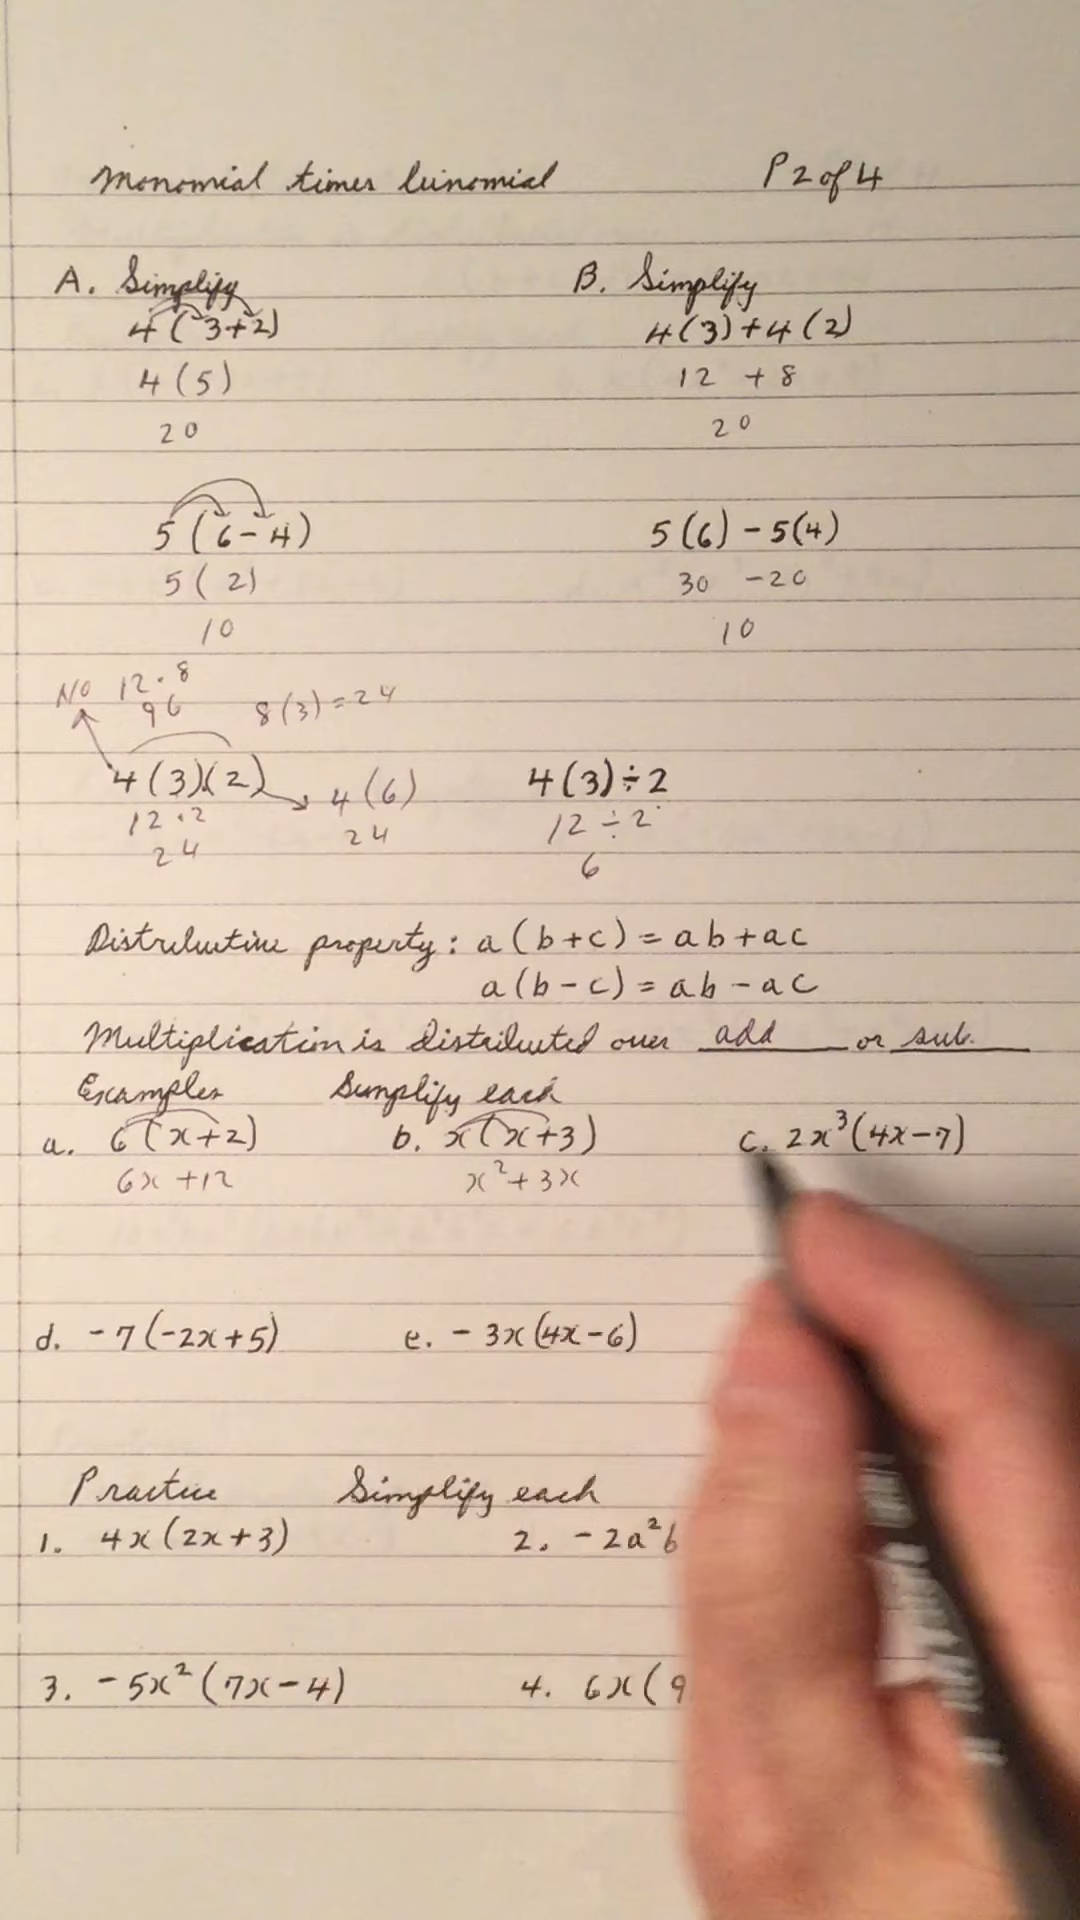 Monomial times binomial P2 of 4
A. Simplify B. Simplify
4(3+2) 4(3)+4(2)
4(5) 12 +8
20 20
5(6-4) 5(6)-5(4)
5(2) 30 -20
10 10
NO 12·8
96 8(3)=24
4(3)(2) 4(6) 4(3)÷2
12·2 24 12÷2
24 6
Distributive property: a(b+c)=ab+ac
a(b-c)=ab-ac
Multiplication is distributed over add or sub.
Examples Simplify each
a. 6(x+2) b. x(x+3) c. 2x³(4x-7)
6x+12 x²+3x
d. -7(-2x+5) e. -3x(4x-6)
Practice Simplify each
1. 4x(2x+3) 2. -2a²b
3. -5x²(7x-4) 4. 6x(9